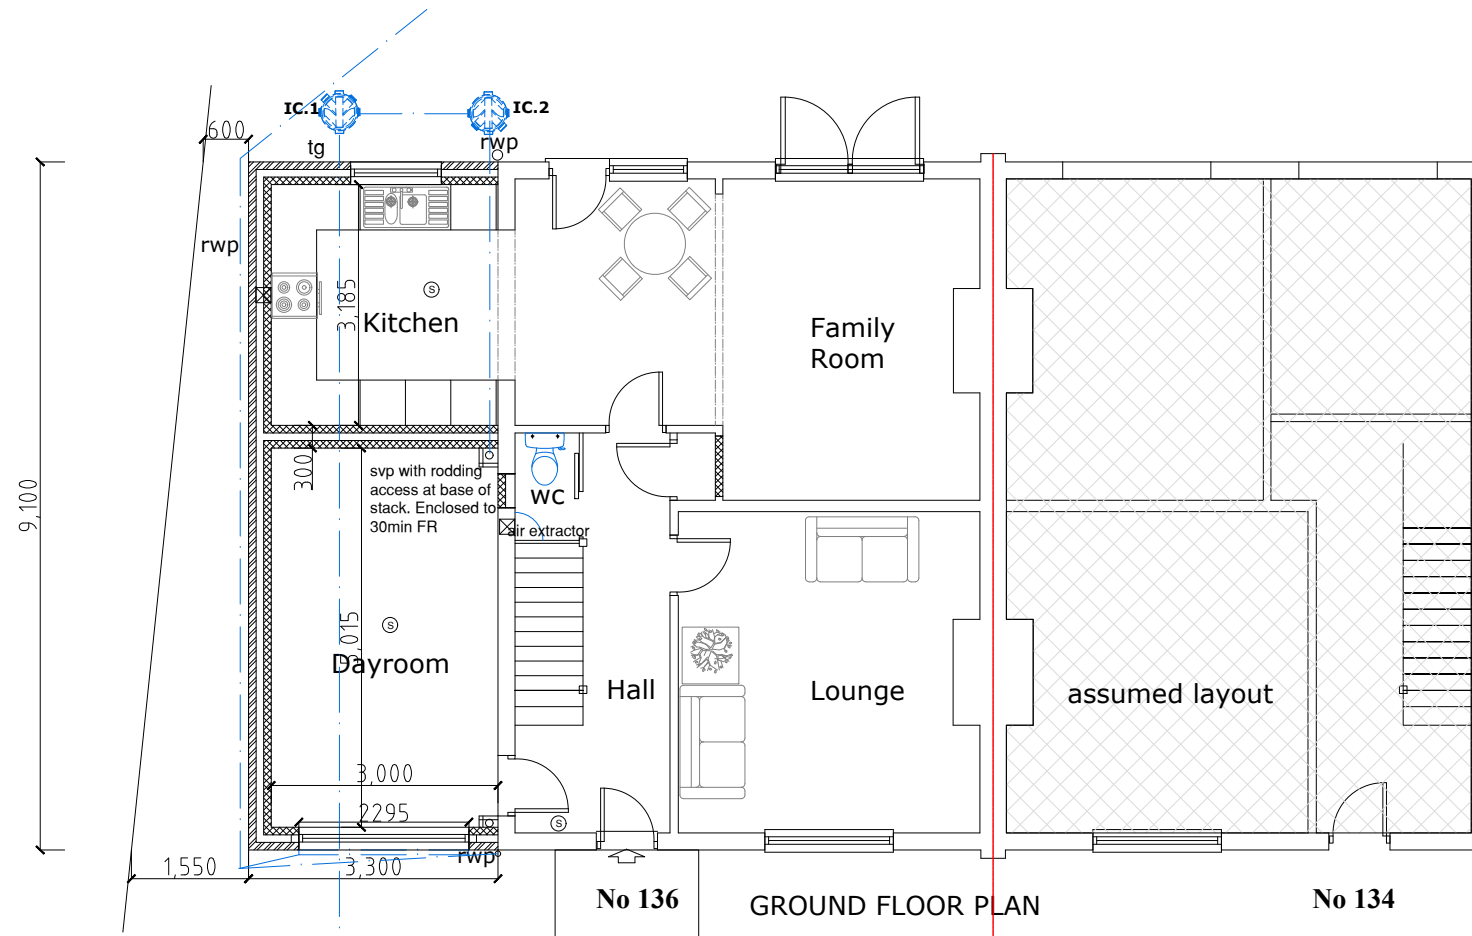 IC.1
IC.2
600
tg
rwp
rwp
3,185
Kitchen
Family
Room
9,100
300
svp with rodding
access at base of
stack. Enclosed to
30min FR
WC
air extractor
S
S
S
Dayroom
Hall
Lounge
assumed layout
3,000
2295
rwp
1,550
3,300
No 136
GROUND FLOOR PLAN
No 134